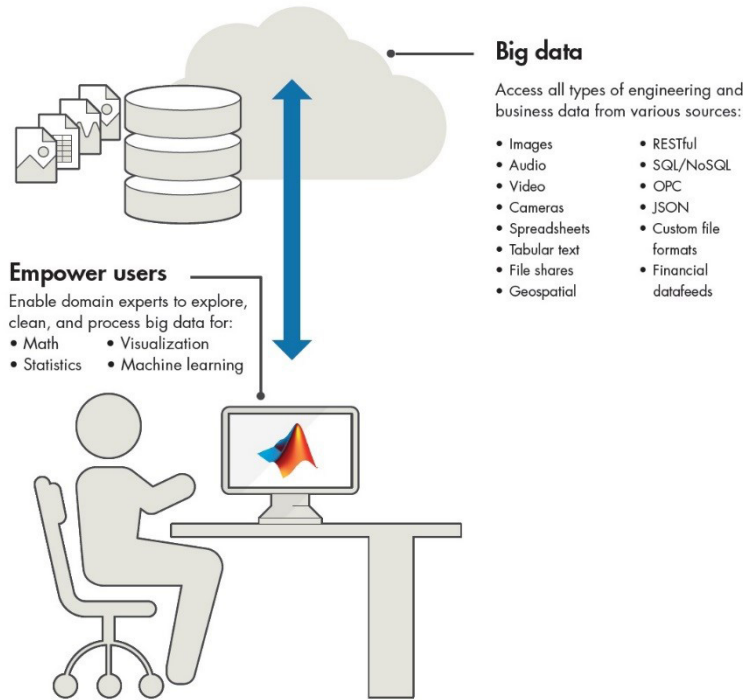 Big data
Access all types of engineering and
business data from various sources:
• Images
• Audio
• Video
• Cameras
• Spreadsheets
• Tabular text
• File shares
• Geospatial
• RESTful
• SQL/NoSQL
• OPC
• JSON
• Custom file
formats
• Financial
datafeeds
Empower users
Enable domain experts to explore,
clean, and process big data for:
• Math
• Statistics
• Visualization
• Machine learning